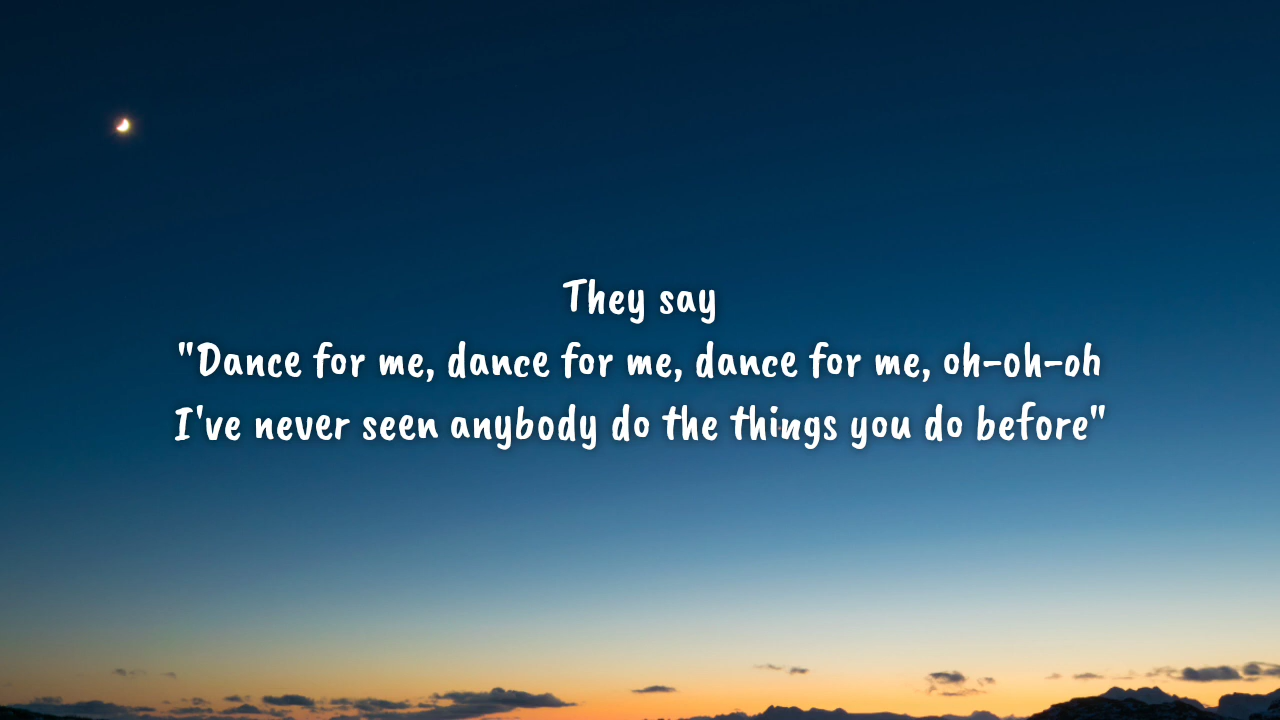 They say
"Dance for me, dance for me, dance for me, oh-oh-oh
I've never seen anybody do the things you do before"